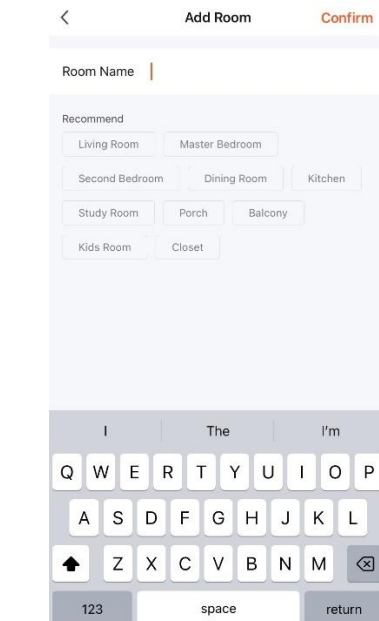 Add Room Confirm
Room Name
Recommend
Living Room Master Bedroom
Second Bedroom Dining Room Kitchen
Study Room Porch Balcony
Kids Room Closet
I The I'm
Q W E R T Y U I O P
A S D F G H J K L
Z X C V B N M
123 space return